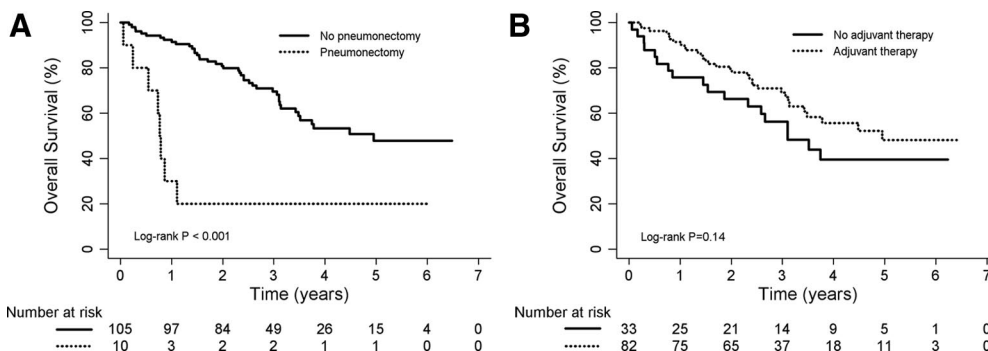 A
No pneumonectomy
Pneumonectomy
Overall Survival (%)
100
80
60
40
20
0
Log-rank P < 0.001
0 1 2 3 4 5 6 7
Time (years)
Number at risk
105 97 84 49 26 15 4 0
10 3 2 2 1 1 0 0
B
No adjuvant therapy
Adjuvant therapy
Overall Survival (%)
100
80
60
40
20
0
Log-rank P=0.14
0 1 2 3 4 5 6 7
Time (years)
Number at risk
33 25 21 14 9 5 1 0
82 75 65 37 18 11 3 0